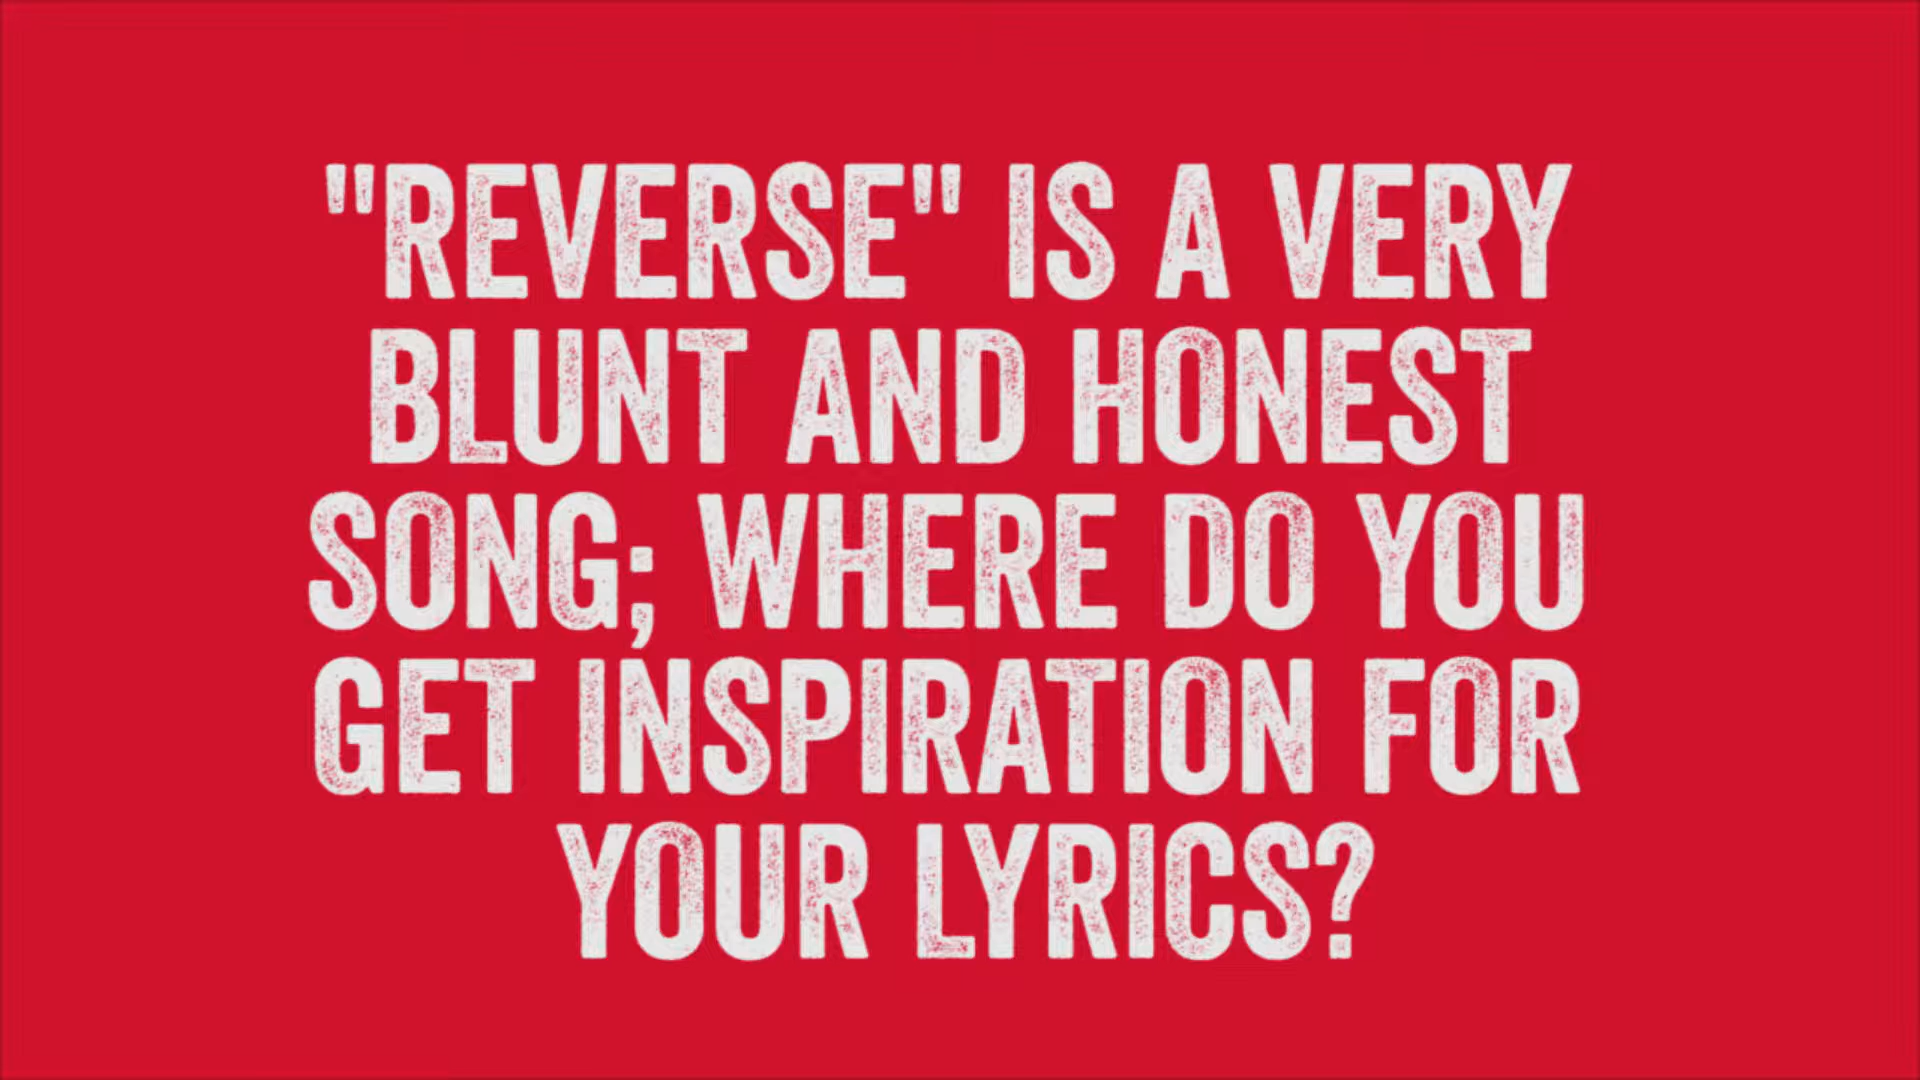 "REVERSE" IS A VERY
BLUNT AND HONEST
SONG; WHERE DO YOU
GET INSPIRATION FOR
YOUR LYRICS?